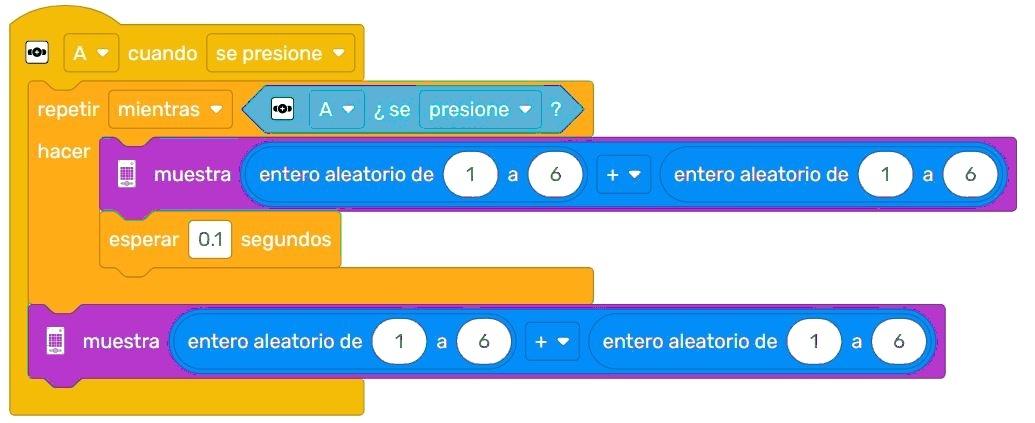 A cuando se presione
repetir mientras A ¿ se presione ?
hacer
muestra entero aleatorio de 1 a 6 + entero aleatorio de 1 a 6
esperar 0.1 segundos
muestra entero aleatorio de 1 a 6 + entero aleatorio de 1 a 6